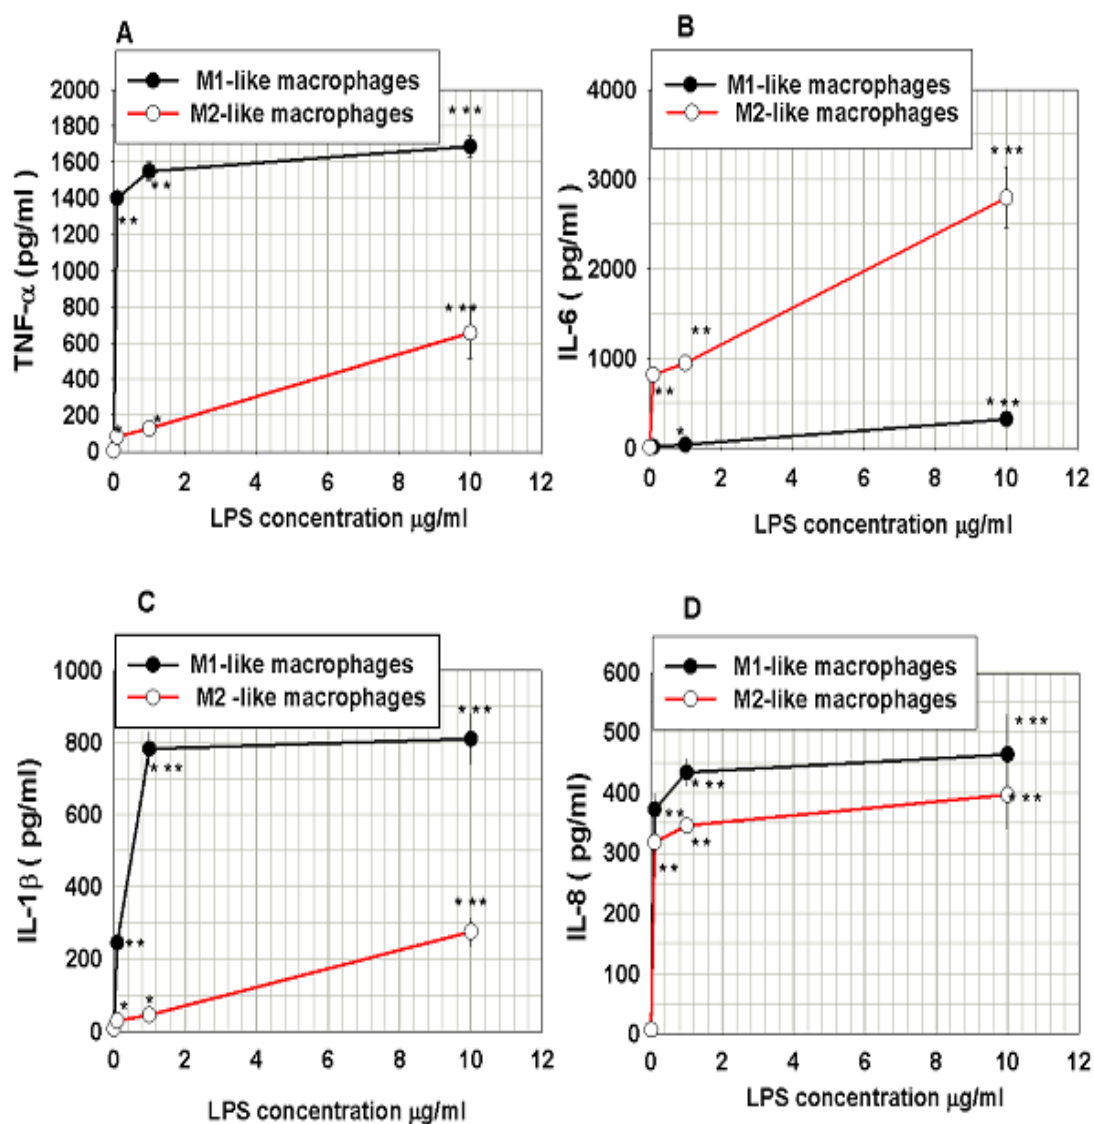 A
M1-like macrophages
M2-like macrophages
2000
1800
1600
1400
1200
1000
800
600
400
200
0
TNF-α (pg/ml)
***
**
**
***
*
*
0 2 4 6 8 10 12
LPS concentration μg/ml
B
M1-like macrophages
M2-like macrophages
4000
3000
2000
1000
0
IL-6 ( pg/ml)
***
**
**
***
*
0 2 4 6 8 10 12
LPS concentration μg/ml
C
M1-like macrophages
M2 -like macrophages
1000
800
600
400
200
0
IL-1β ( pg/ml)
***
***
**
***
*
*
0 2 4 6 8 10 12
LPS concentration μg/ml
D
M1-like macrophages
M2-like macrophages
600
500
400
300
200
100
0
IL-8 ( pg/ml)
***
***
***
**
**
**
0 2 4 6 8 10 12
LPS concentration μg/ml